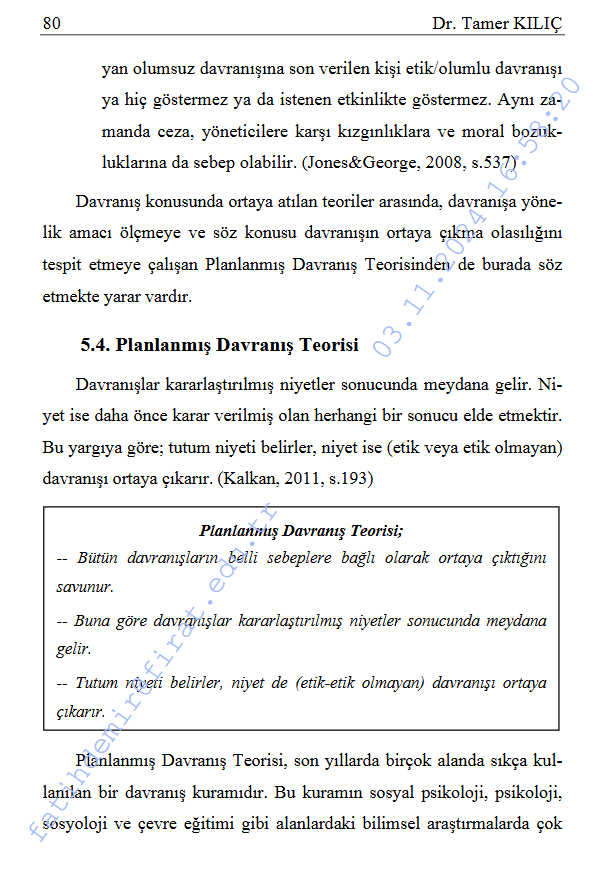 80
Dr. Tamer KILIÇ
yan olumsuz davranışına son verilen kişi etik/olumlu davranışı
ya hiç göstermez ya da istenen etkinlikte göstermez. Aynı za-
manda ceza, yöneticilere karşı kızgınlıklara ve moral bozuk-
luklarına da sebep olabilir. (Jones&George, 2008, s.537)
Davranış konusunda ortaya atılan teoriler arasında, davranışa yöne-
lik amacı ölçmeye ve söz konusu davranışın ortaya çıkma olasılığını
tespit etmeye çalışan Planlanmış Davranış Teorisinden de burada söz
etmekte yarar vardır.
5.4. Planlanmış Davranış Teorisi
Davranışlar kararlaştırılmış niyetler sonucunda meydana gelir. Ni-
yet ise daha önce karar verilmiş olan herhangi bir sonucu elde etmektir.
Bu yargıya göre; tutum niyeti belirler, niyet ise (etik veya etik olmayan)
davranışı ortaya çıkarır. (Kalkan, 2011, s.193)
Planlanmış Davranış Teorisi;
-- Bütün davranışların belli sebeplere bağlı olarak ortaya çıktığını
savunur.
-- Buna göre davranışlar kararlaştırılmış niyetler sonucunda meydana
gelir.
-- Tutum niyeti belirler, niyet de (etik-etik olmayan) davranışı ortaya
çıkarır.
Planlanmış Davranış Teorisi, son yıllarda birçok alanda sıkça kul-
lanılan bir davranış kuramıdır. Bu kuramın sosyal psikoloji, psikoloji,
sosyoloji ve çevre eğitimi gibi alanlardaki bilimsel araştırmalarda çok
03.11.2024 16:58:20